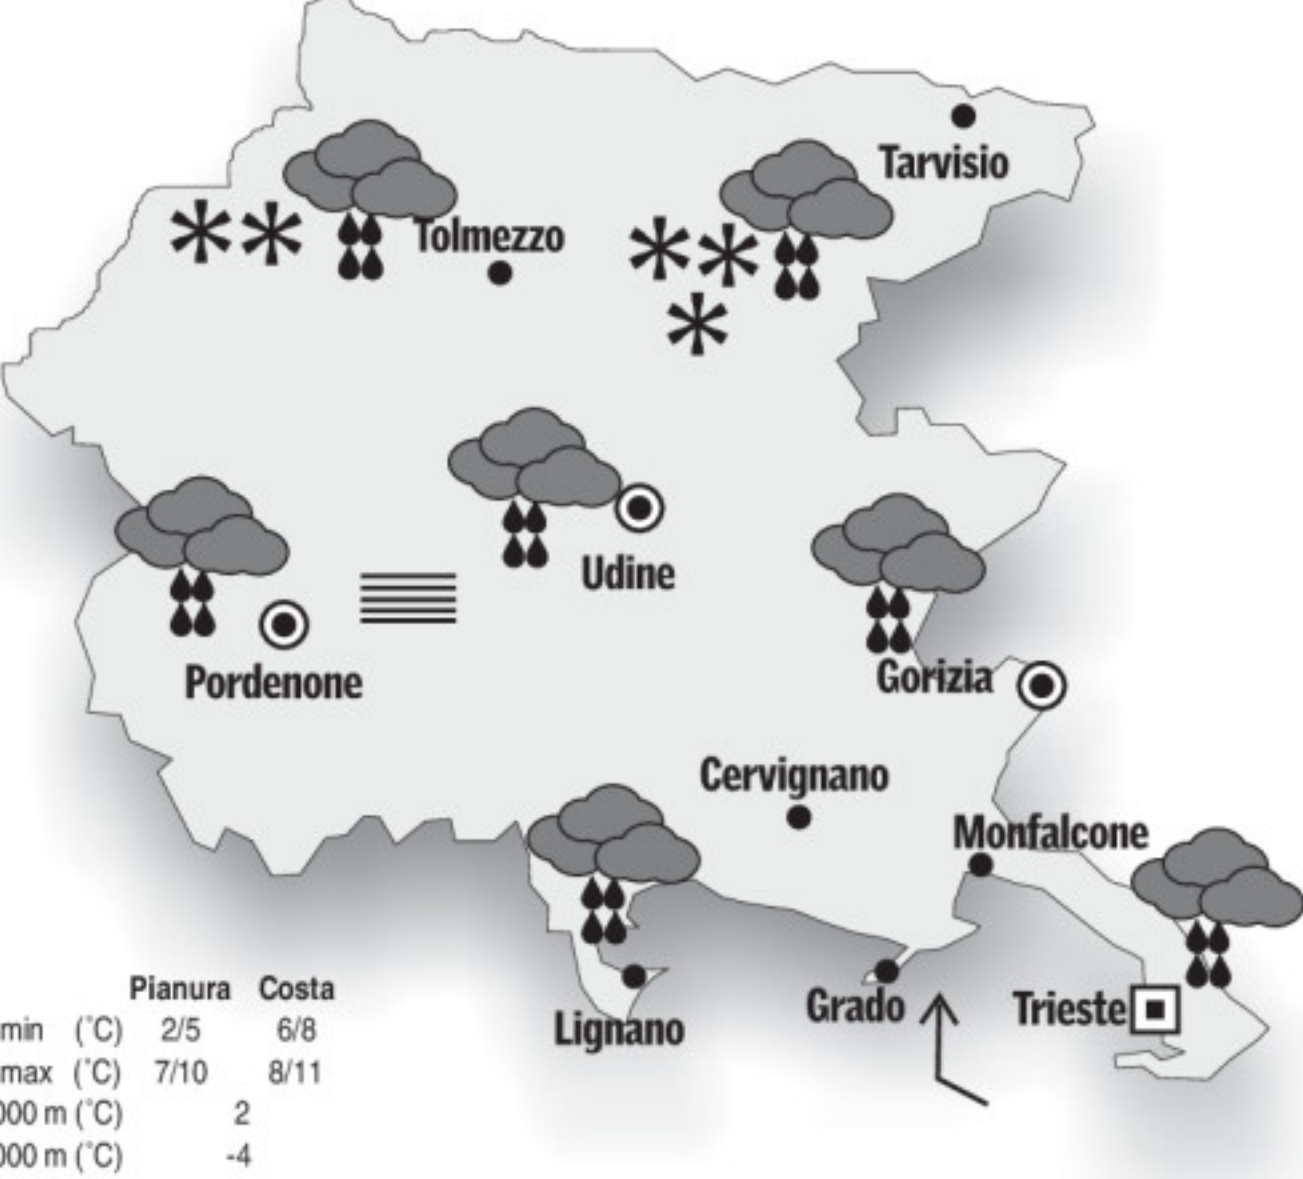 Tarvisio
Tolmezzo
Udine
Pordenone
Gorizia
Cervignano
Monfalcone
Grado
Trieste
Lignano
Pianura Costa
min (°C) 2/5 6/8
max (°C) 7/10 8/11
000 m (°C) 2
000 m (°C) -4